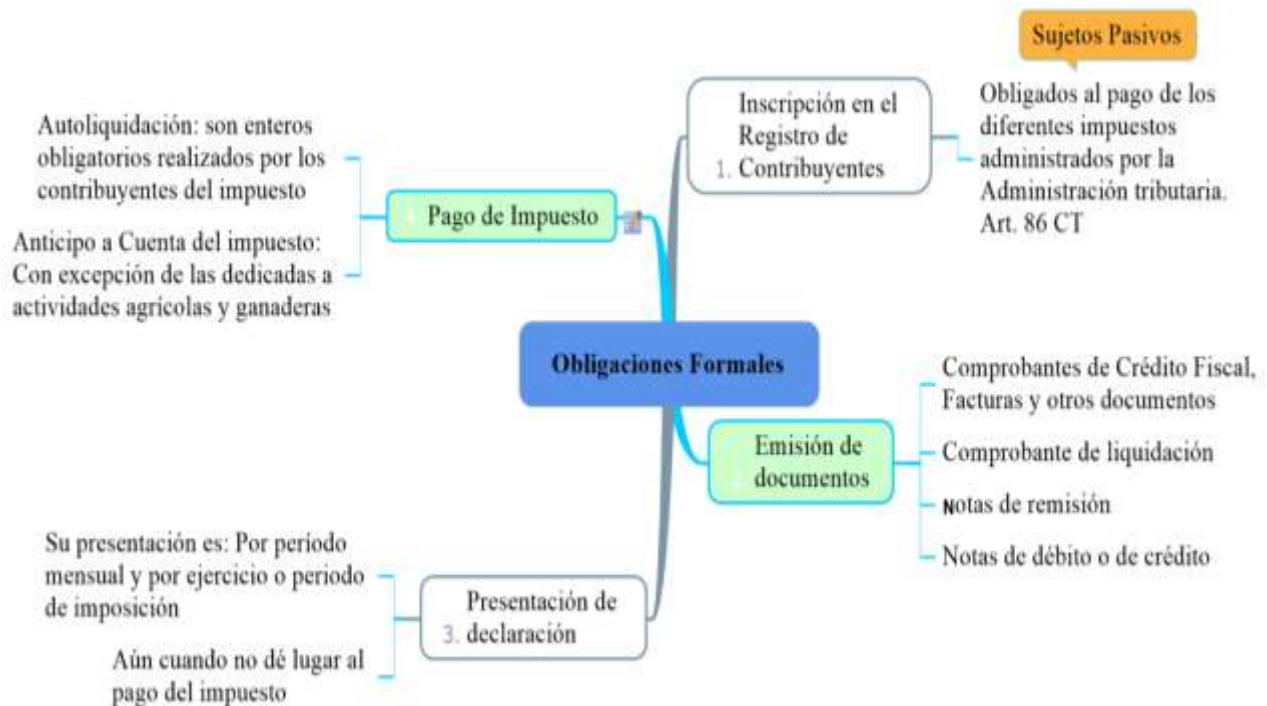 Obligaciones Formales
Sujetos Pasivos
Inscripción en el
Registro de
1. Contribuyentes
Obligados al pago de los
diferentes impuestos
administrados por la
Administración tributaria.
Art. 86 CT
Emisión de
2. documentos
Comprobantes de Crédito Fiscal,
Facturas y otros documentos
Comprobante de liquidación
Notas de remisión
Notas de débito o de crédito
Presentación de
3. declaración
Su presentación es: Por período
mensual y por ejercicio o periodo
de imposición
Aún cuando no dé lugar al
pago del impuesto
Pago de Impuesto
Autoliquidación: son enteros
obligatorios realizados por los
contribuyentes del impuesto
Anticipo a Cuenta del impuesto:
Con excepción de las dedicadas a
actividades agrícolas y ganaderas